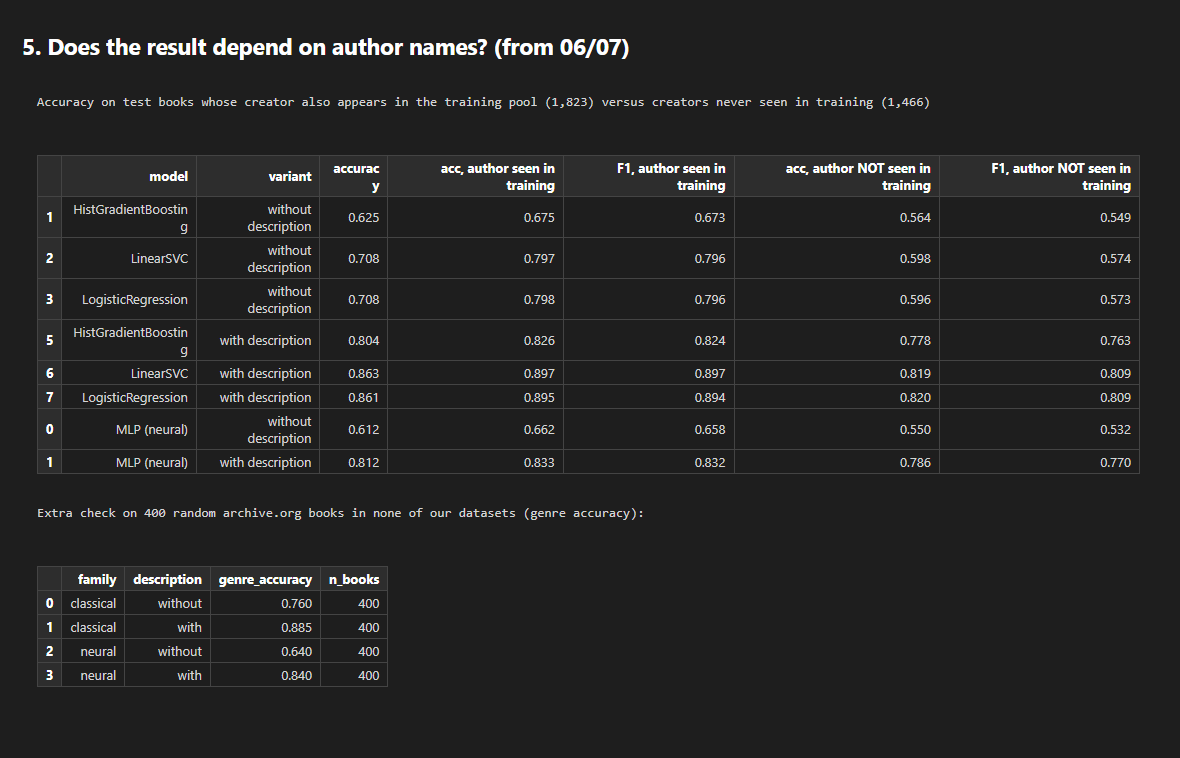 5. Does the result depend on author names? (from 06/07)
Accuracy on test books whose creator also appears in the training pool (1,823) versus creators never seen in training (1,466)
model variant accurac
y acc, author seen in
training F1, author seen in
training acc, author NOT seen in
training F1, author NOT seen in
training
1 HistGradientBoostin
g without
description 0.625 0.675 0.673 0.564 0.549
2 LinearSVC without
description 0.708 0.797 0.796 0.598 0.574
3 LogisticRegression without
description 0.708 0.798 0.796 0.596 0.573
5 HistGradientBoostin
g with description 0.804 0.826 0.824 0.778 0.763
6 LinearSVC with description 0.863 0.897 0.897 0.819 0.809
7 LogisticRegression with description 0.861 0.895 0.894 0.820 0.809
0 MLP (neural) without
description 0.612 0.662 0.658 0.550 0.532
1 MLP (neural) with description 0.812 0.833 0.832 0.786 0.770
Extra check on 400 random archive.org books in none of our datasets (genre accuracy):
family description genre_accuracy n_books
0 classical without 0.760 400
1 classical with 0.885 400
2 neural without 0.640 400
3 neural with 0.840 400